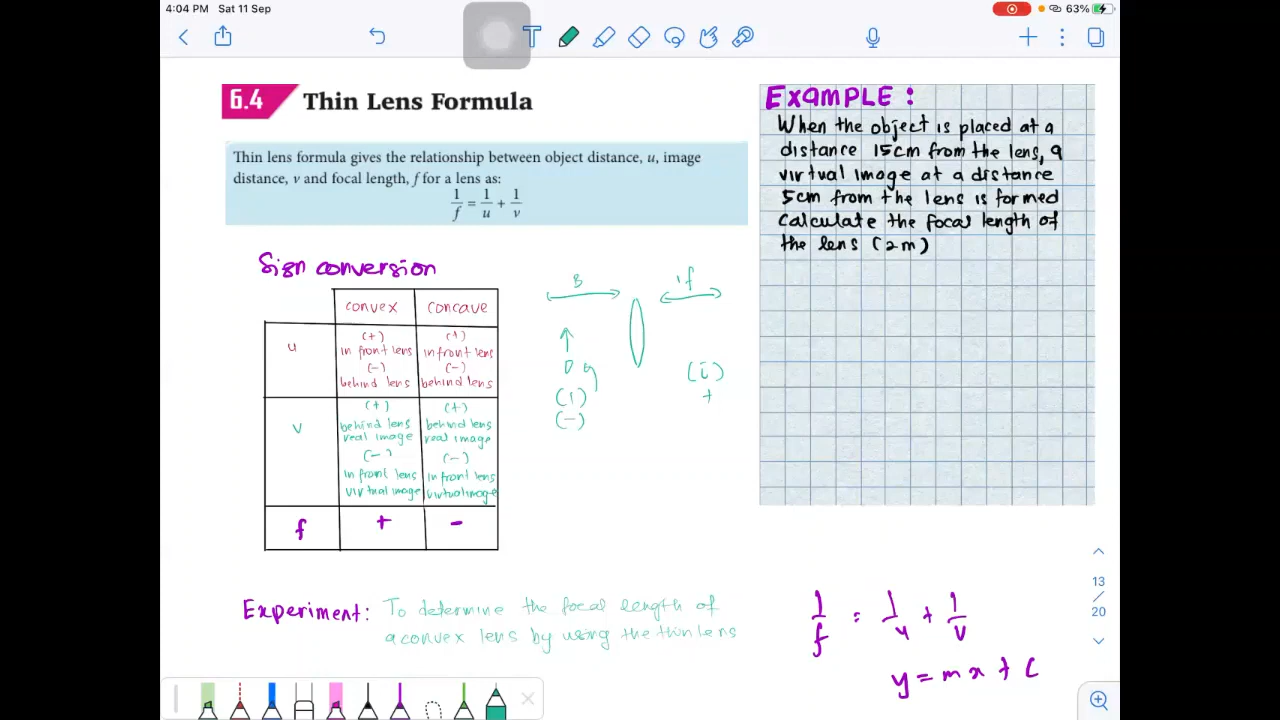 4:04 PM Sat 11 Sep
63%
T
6.4 Thin Lens Formula
Thin lens formula gives the relationship between object distance, u, image
distance, v and focal length, f for a lens as:
1/f = 1/u + 1/v
Sign conversion
convex concave
u
(+)
in front lens
(-)
behind lens
(+)
in front lens
(-)
behind lens
v
(+)
behind lens
real image
(-)
in front lens
virtual image
(+)
behind lens
real image
(-)
in front lens
virtual image
f + -
(i)
+
(-)
EXAMPLE :
When the object is placed at a
distance 15cm from the lens, a
virtual image at a distance
5cm from the lens is formed
Calculate the focal length of
the lens (2m)
Experiment: To determine the focal length of
a convex lens by using the thin lens
1/f = 1/u + 1/v
y = mx + c
13
/
20